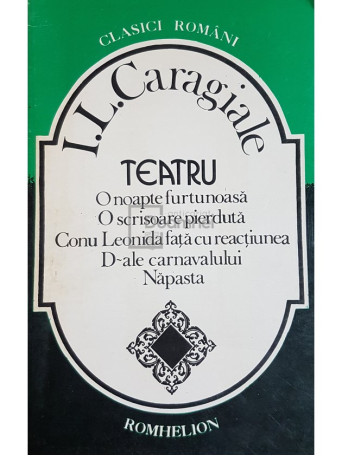 CLASICI ROMÂNI
I.L.Caragiale
TEATRU
O noapte furtunoasă
O scrisoare pierdută
Conu Leonida față cu reacțiunea
D-ale carnavalului
Năpasta
ROMHELION